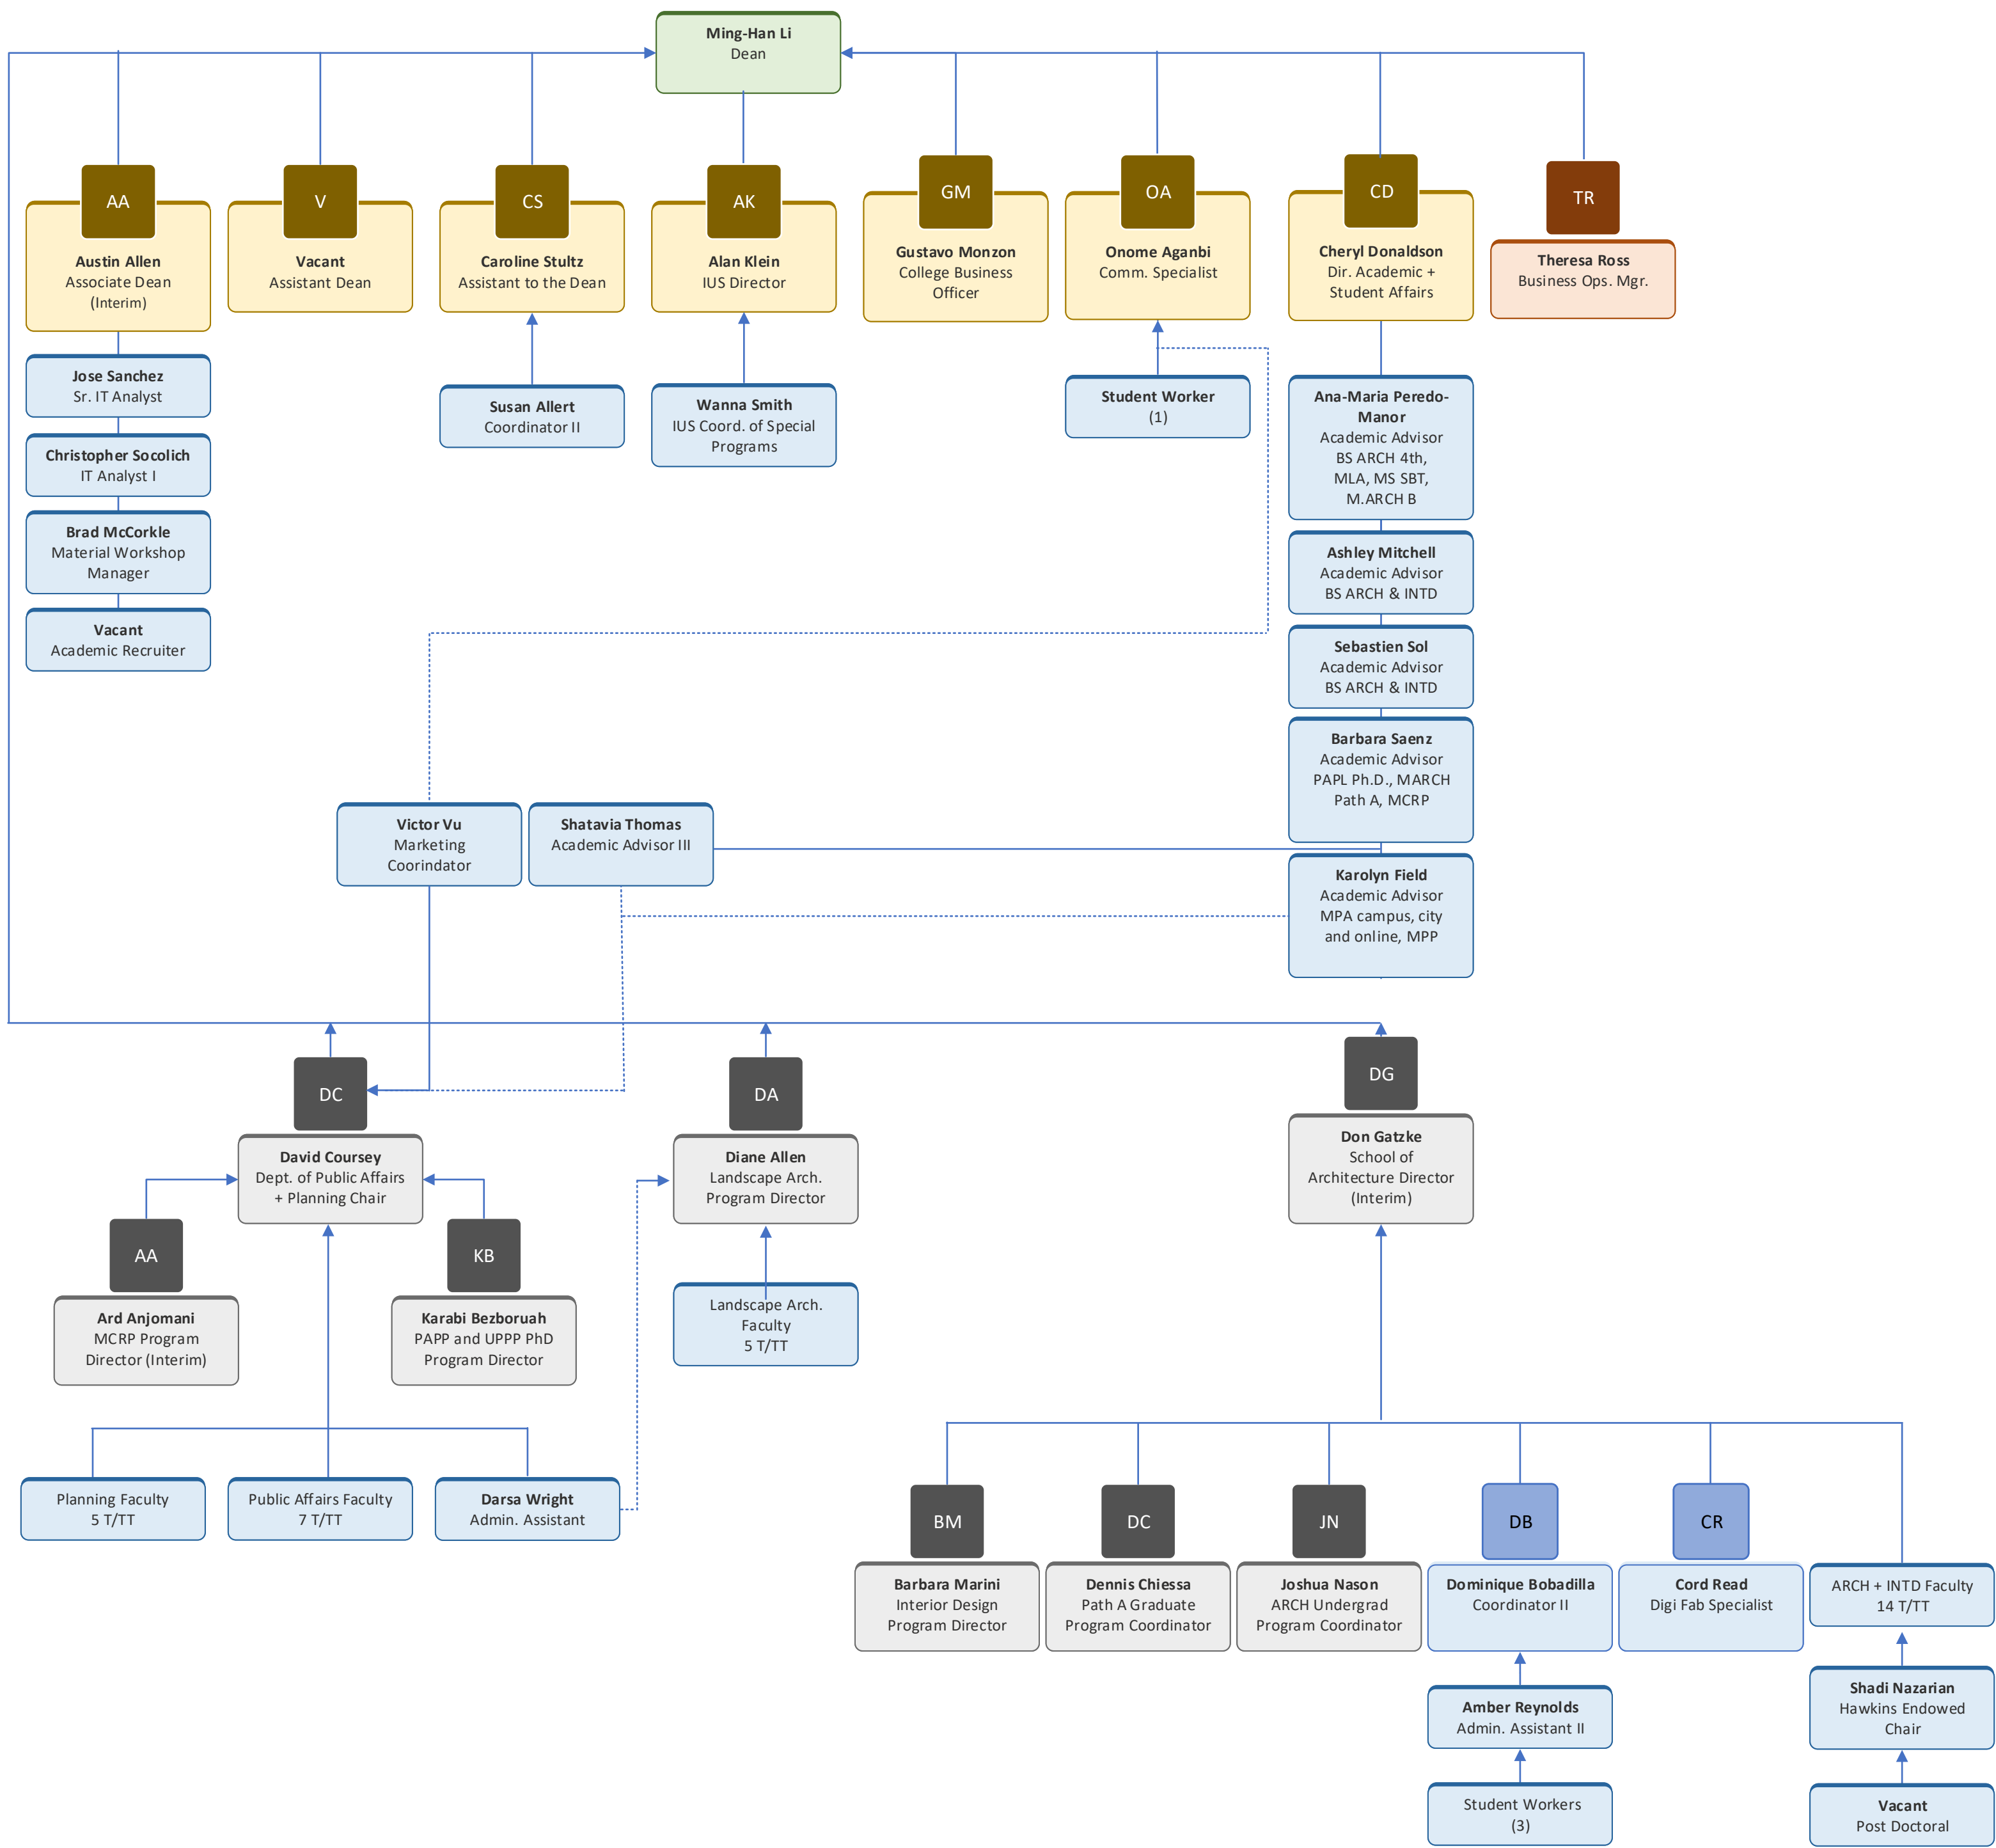 Ming-Han Li
Dean
AA
Austin Allen
Associate Dean
(Interim)
V
Vacant
Assistant Dean
CS
Caroline Stultz
Assistant to the Dean
AK
Alan Klein
IUS Director
GM
Gustavo Monzon
College Business
Officer
OA
Onome Aganbi
Comm. Specialist
CD
Cheryl Donaldson
Dir. Academic +
Student Affairs
TR
Theresa Ross
Business Ops. Mgr.
Jose Sanchez
Sr. IT Analyst
Christopher Socolich
IT Analyst I
Brad McCorkle
Material Workshop
Manager
Vacant
Academic Recruiter
Susan Allert
Coordinator II
Wanna Smith
IUS Coord. of Special
Programs
Student Worker
(1)
Ana-Maria Peredo-
Manor
Academic Advisor
BS ARCH 4th,
MLA, MS SBT,
M.ARCH B
Ashley Mitchell
Academic Advisor
BS ARCH & INTD
Sebastien Sol
Academic Advisor
BS ARCH & INTD
Barbara Saenz
Academic Advisor
PAPL Ph.D., MARCH
Path A, MCRP
Victor Vu
Marketing
Coorindator
Shatavia Thomas
Academic Advisor III
Karolyn Field
Academic Advisor
MPA campus, city
and online, MPP
DC
David Coursey
Dept. of Public Affairs
+ Planning Chair
DA
Diane Allen
Landscape Arch.
Program Director
DG
Don Gatzke
School of
Architecture Director
(Interim)
AA
Ard Anjomani
MCRP Program
Director (Interim)
KB
Karabi Bezboruah
PAPP and UPPP PhD
Program Director
Landscape Arch.
Faculty
5 T/TT
Planning Faculty
5 T/TT
Public Affairs Faculty
7 T/TT
Darsa Wright
Admin. Assistant
BM
Barbara Marini
Interior Design
Program Director
DC
Dennis Chiessa
Path A Graduate
Program Coordinator
JN
Joshua Nason
ARCH Undergrad
Program Coordinator
DB
Dominique Bobadilla
Coordinator II
CR
Cord Read
Digi Fab Specialist
ARCH + INTD Faculty
14 T/TT
Amber Reynolds
Admin. Assistant II
Student Workers
(3)
Shadi Nazarian
Hawkins Endowed
Chair
Vacant
Post Doctoral